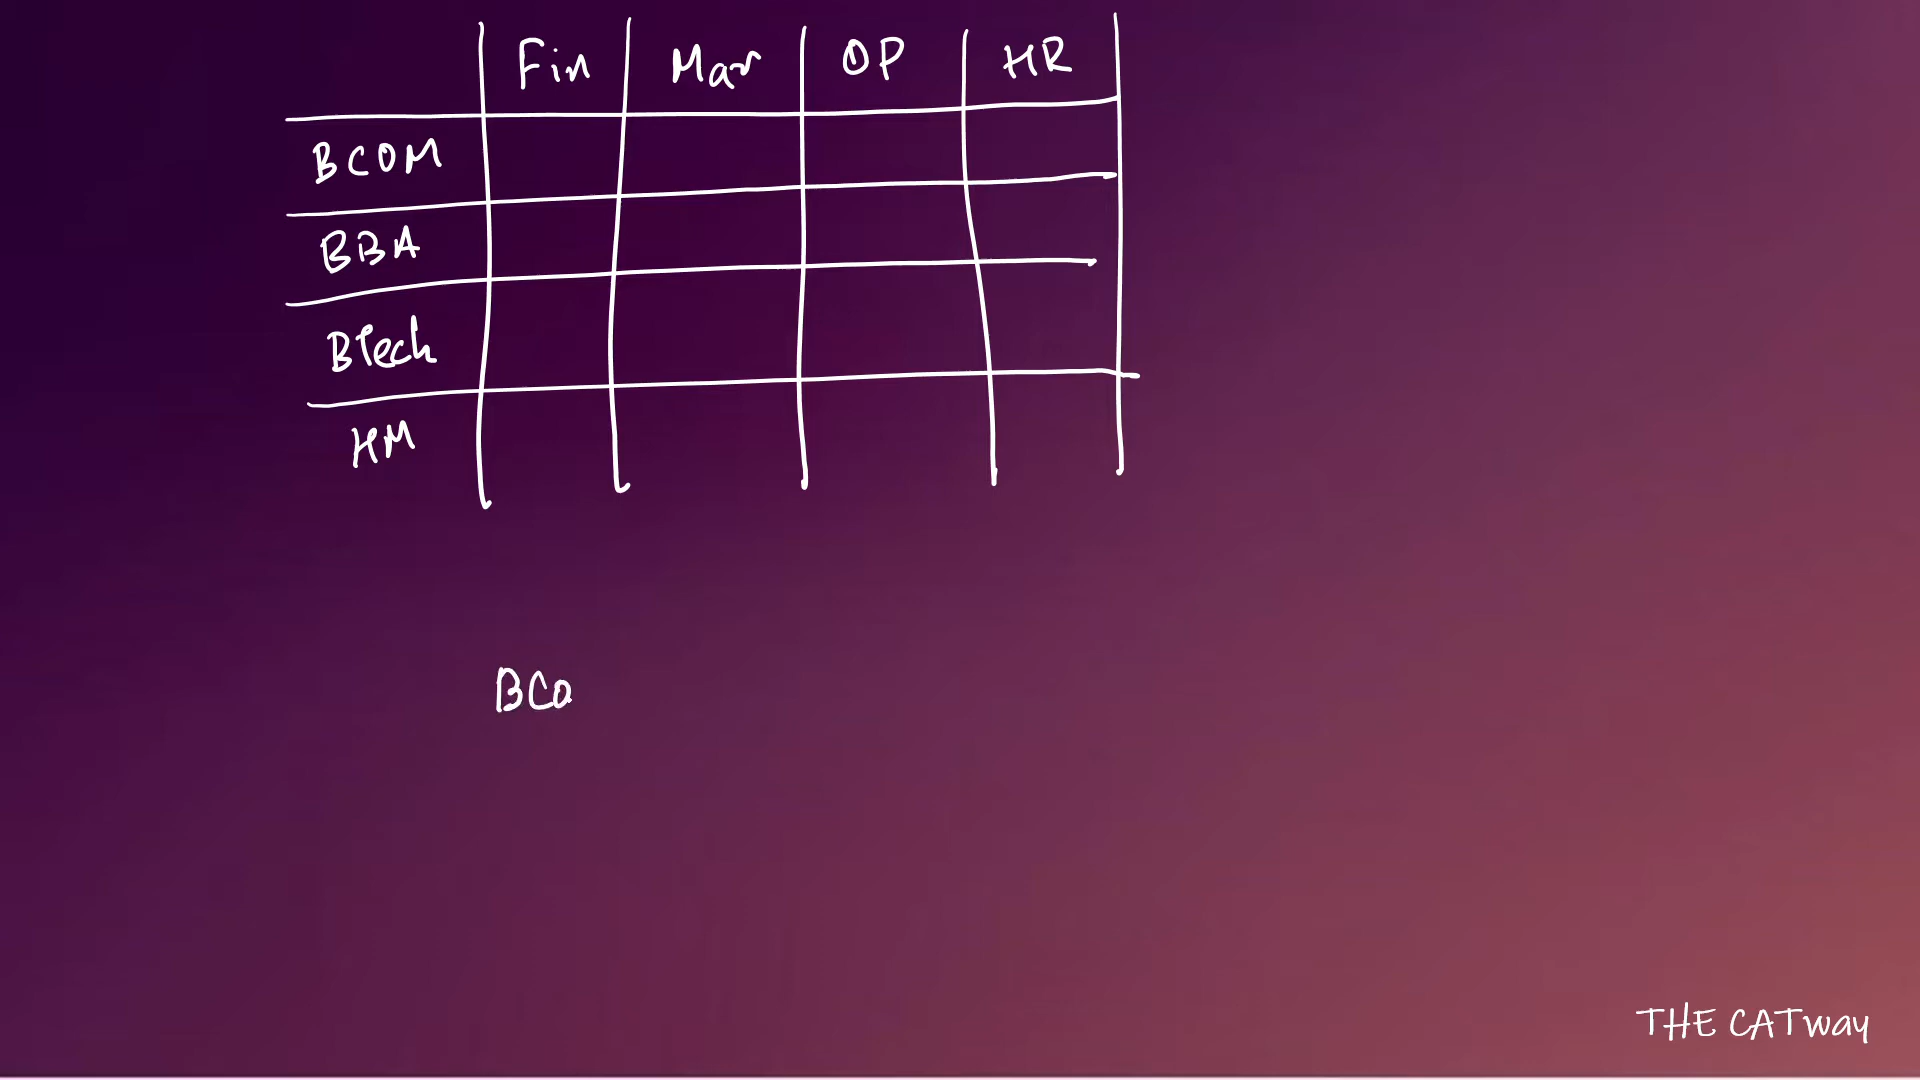 Fin Mar OP HR
BCOM
BBA
BTech
HM
BCo
THE CATway